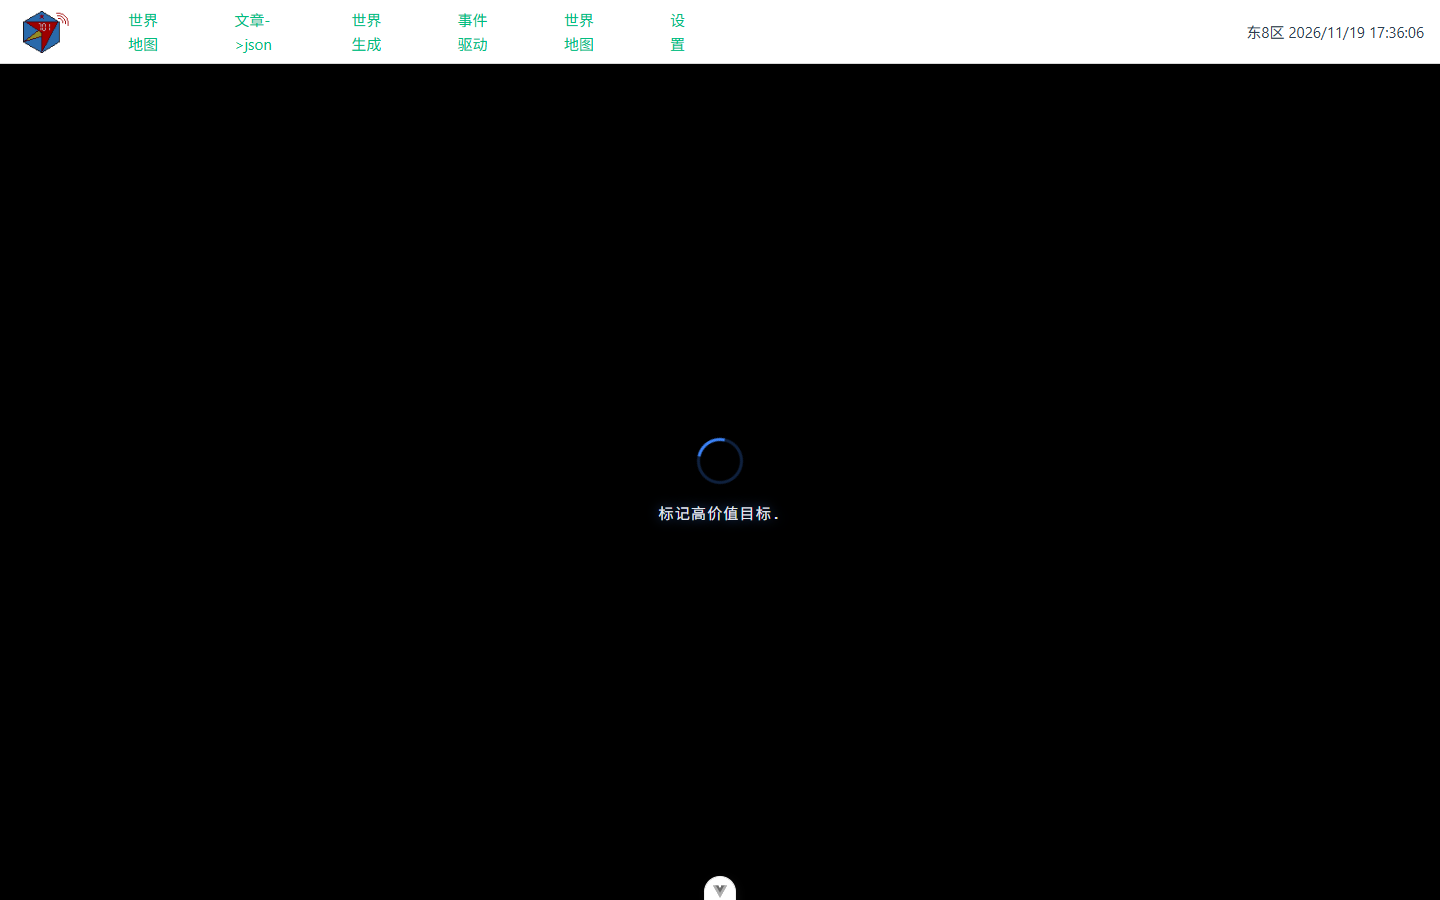 世界
地图
文章-
>json
世界
生成
事件
驱动
世界
地图
设
置
东8区 2026/11/19 17:36:06
标记高价值目标.